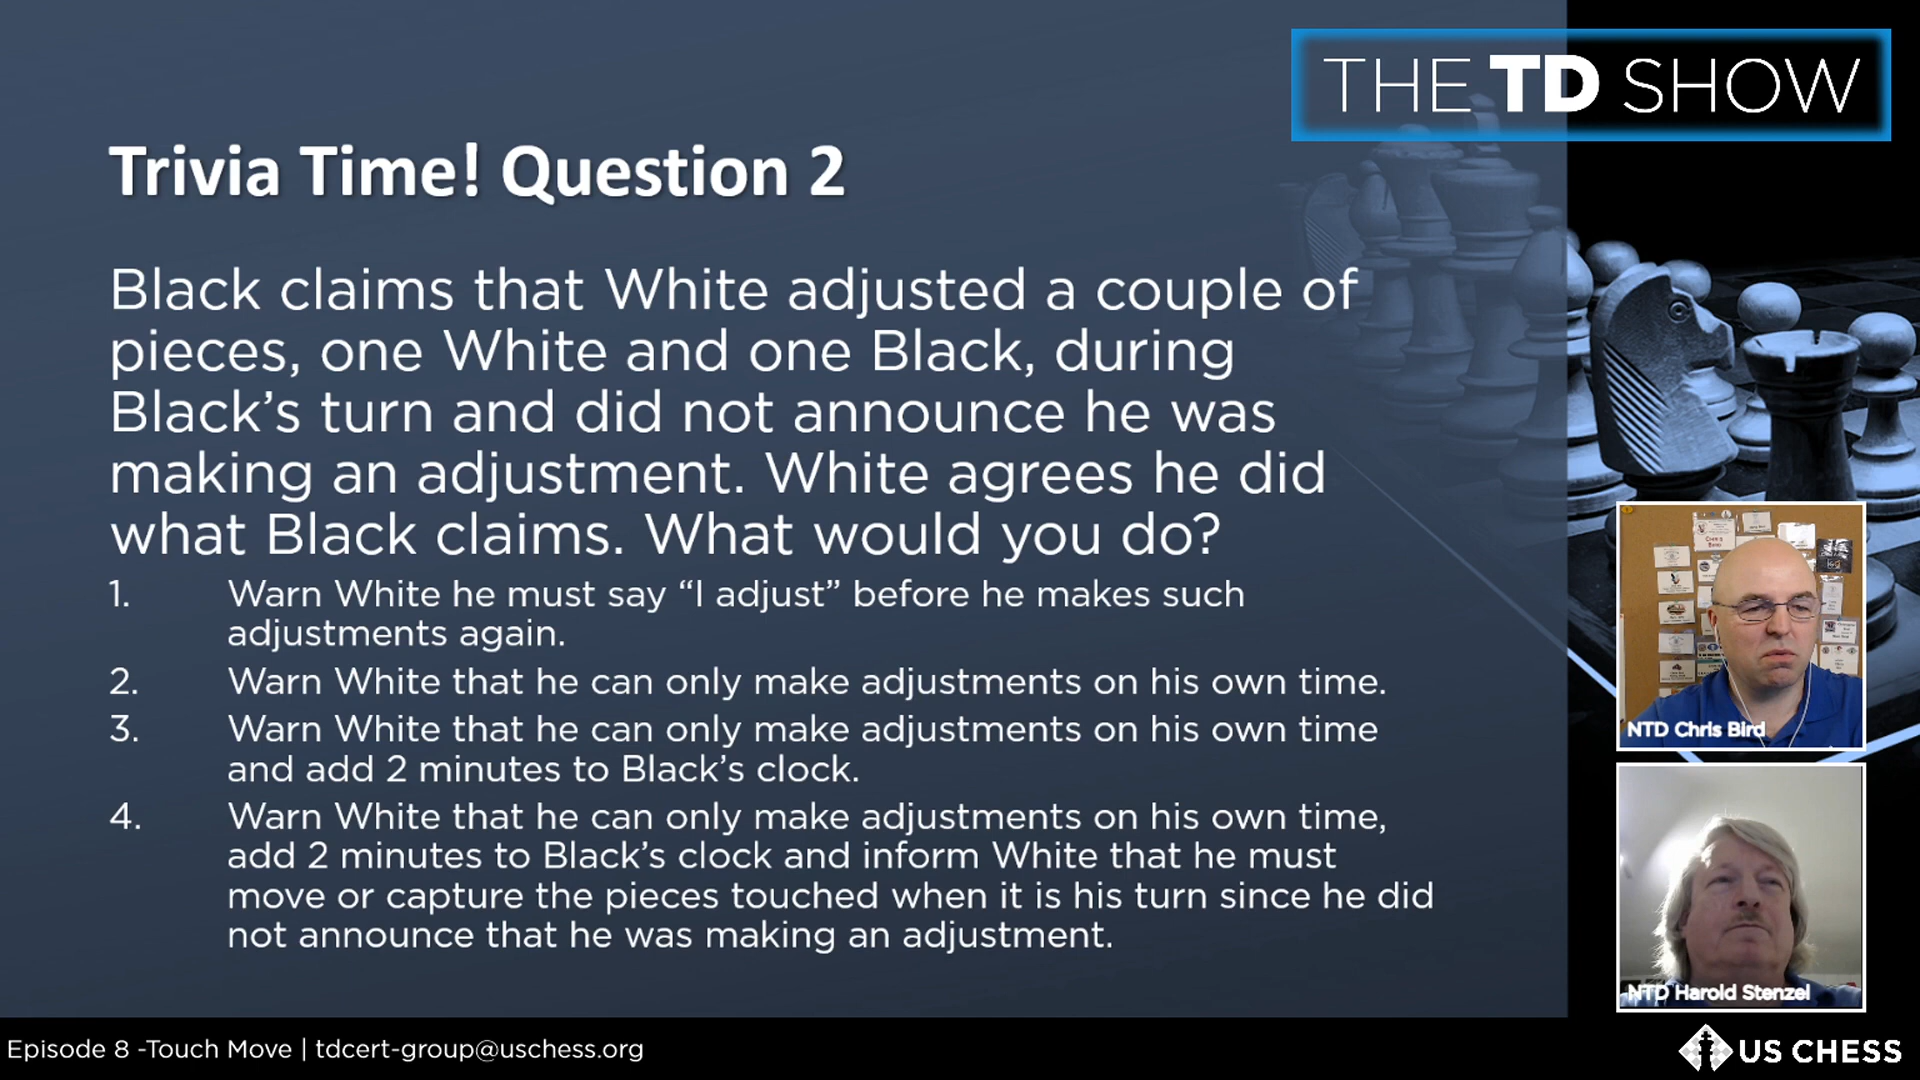 THE TD SHOW
Trivia Time! Question 2
Black claims that White adjusted a couple of
pieces, one White and one Black, during
Black’s turn and did not announce he was
making an adjustment. White agrees he did
what Black claims. What would you do?
1. Warn White he must say “I adjust” before he makes such
adjustments again.
2. Warn White that he can only make adjustments on his own time.
3. Warn White that he can only make adjustments on his own time
and add 2 minutes to Black’s clock.
4. Warn White that he can only make adjustments on his own time,
add 2 minutes to Black’s clock and inform White that he must
move or capture the pieces touched when it is his turn since he did
not announce that he was making an adjustment.
NTD Chris Bird
NTD Harold Stenzel
Episode 8 -Touch Move | tdcert-group@uschess.org
US CHESS